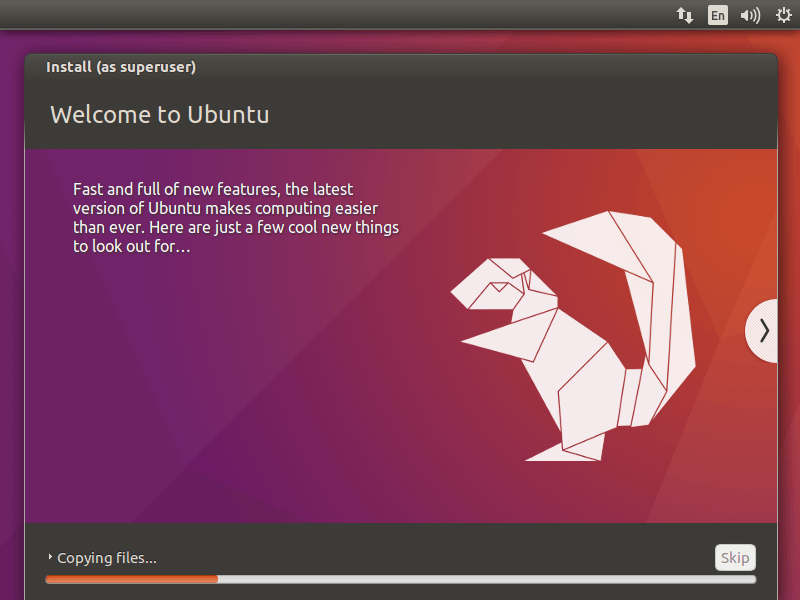 En
Install (as superuser)
Welcome to Ubuntu
Fast and full of new features, the latest
version of Ubuntu makes computing easier
than ever. Here are just a few cool new things
to look out for…
Copying files...
Skip